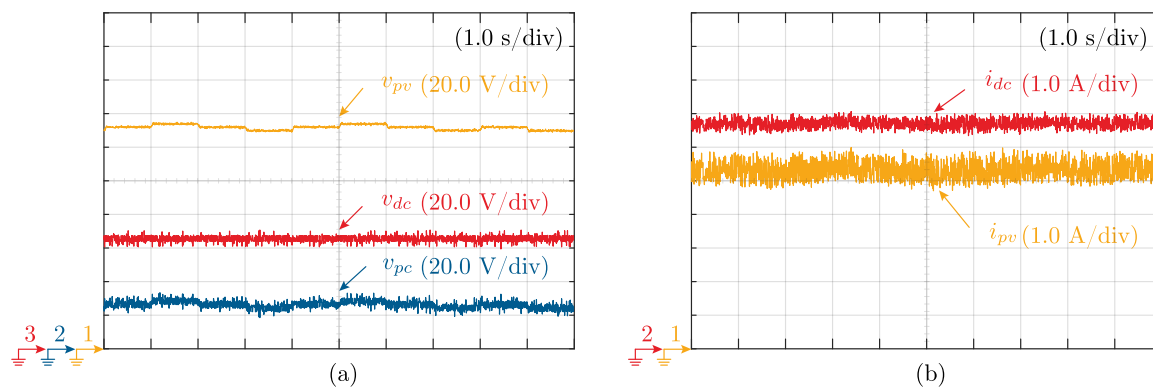 (1.0 s/div)
v_pv (20.0 V/div)
v_dc (20.0 V/div)
v_pc (20.0 V/div)
3 2 1
(a)
(1.0 s/div)
i_dc (1.0 A/div)
i_pv (1.0 A/div)
2 1
(b)